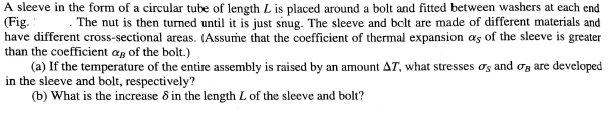 A sleeve in the form of a circular tube of length L is placed around a bolt and fitted between washers at each end
(Fig. . The nut is then turned until it is just snug. The sleeve and bolt are made of different materials and
have different cross-sectional areas. (Assume that the coefficient of thermal expansion αS of the sleeve is greater
than the coefficient αB of the bolt.)
(a) If the temperature of the entire assembly is raised by an amount ΔT, what stresses σS and σB are developed
in the sleeve and bolt, respectively?
(b) What is the increase δ in the length L of the sleeve and bolt?